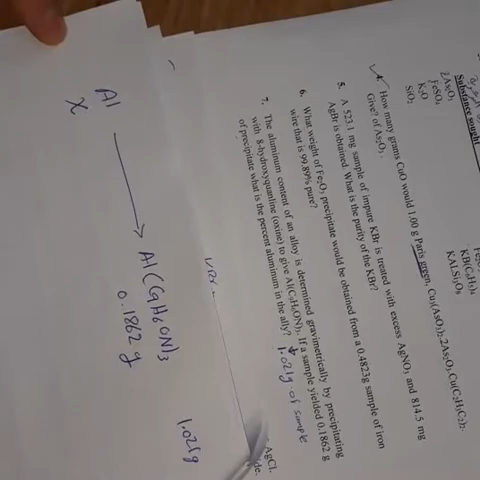 Substance sought
2As2O3
FeSO4
K2O
SiO2
KB(C6H5)4
KAlSi3O8
4. How many grams CuO would 1.00 g Paris green, Cu3(AsO3)2.2As2O3.Cu(C2H3O2)2.
Give? of As2O3.
5. A 523.1 mg sample of impure KBr is treated with excess AgNO3 and 814.5 mg
AgBr is obtained. What is the purity of the KBr?
6. What weight of Fe2O3 precipitate would be obtained from a 0.4823g sample of iron
wire that is 99.89% pure?
7. The aluminum content of an alloy is determined gravimetrically by precipitating
with 8-hydroxyquanline (oxine) to give Al(C9H6ON)3. If a sample yielded 0.1862 g
of precipitate what is the percent aluminum in the ally?
1.021g of sample
AgCl.
Al → Al(C9H6ON)3
X 0.1862 g
1.021g